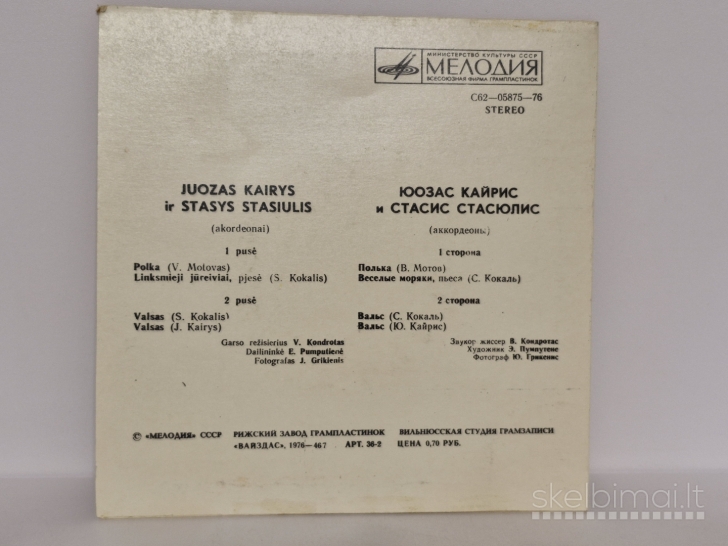 МИНИСТЕРСТВО КУЛЬТУРЫ СССР
МЕЛОДИЯ
ВСЕСОЮЗНАЯ ФИРМА ГРАМПЛАСТИНОК
С62—05875—76
STEREO
JUOZAS KAIRYS
ir STASYS STASIULIS
(akordeonai)
1 pusė
Polka (V. Motovas)
Linksmieji jūreiviai, pjesė (S. Kokalis)
2 pusė
Valsas (S. Kokalis)
Valsas (J. Kairys)
Garso režisierius V. Kondrotas
Dailininkė E. Pumputienė
Fotografas J. Grikienis
ЮОЗАС КАЙРИС
и СТАСИС СТАСЮЛИС
(аккордеоны)
1 сторона
Полька (В. Мотов)
Веселые моряки, пьеса (С. Кокаль)
2 сторона
Вальс (С. Кокаль)
Вальс (Ю. Кайрис)
Звукор жиссер В. Кондротас
Художник Э. Пумпутене
Фотограф Ю. Грикенис
© «МЕЛОДИЯ» СССР РИЖСКИЙ ЗАВОД ГРАМПЛАСТИНОК ВИЛЬНЮССКАЯ СТУДИЯ ГРАМЗАПИСИ
«ВАЙЗДАС», 1976—467 АРТ. 36-2 ЦЕНА 0,70 РУБ.
skelbimai.lt